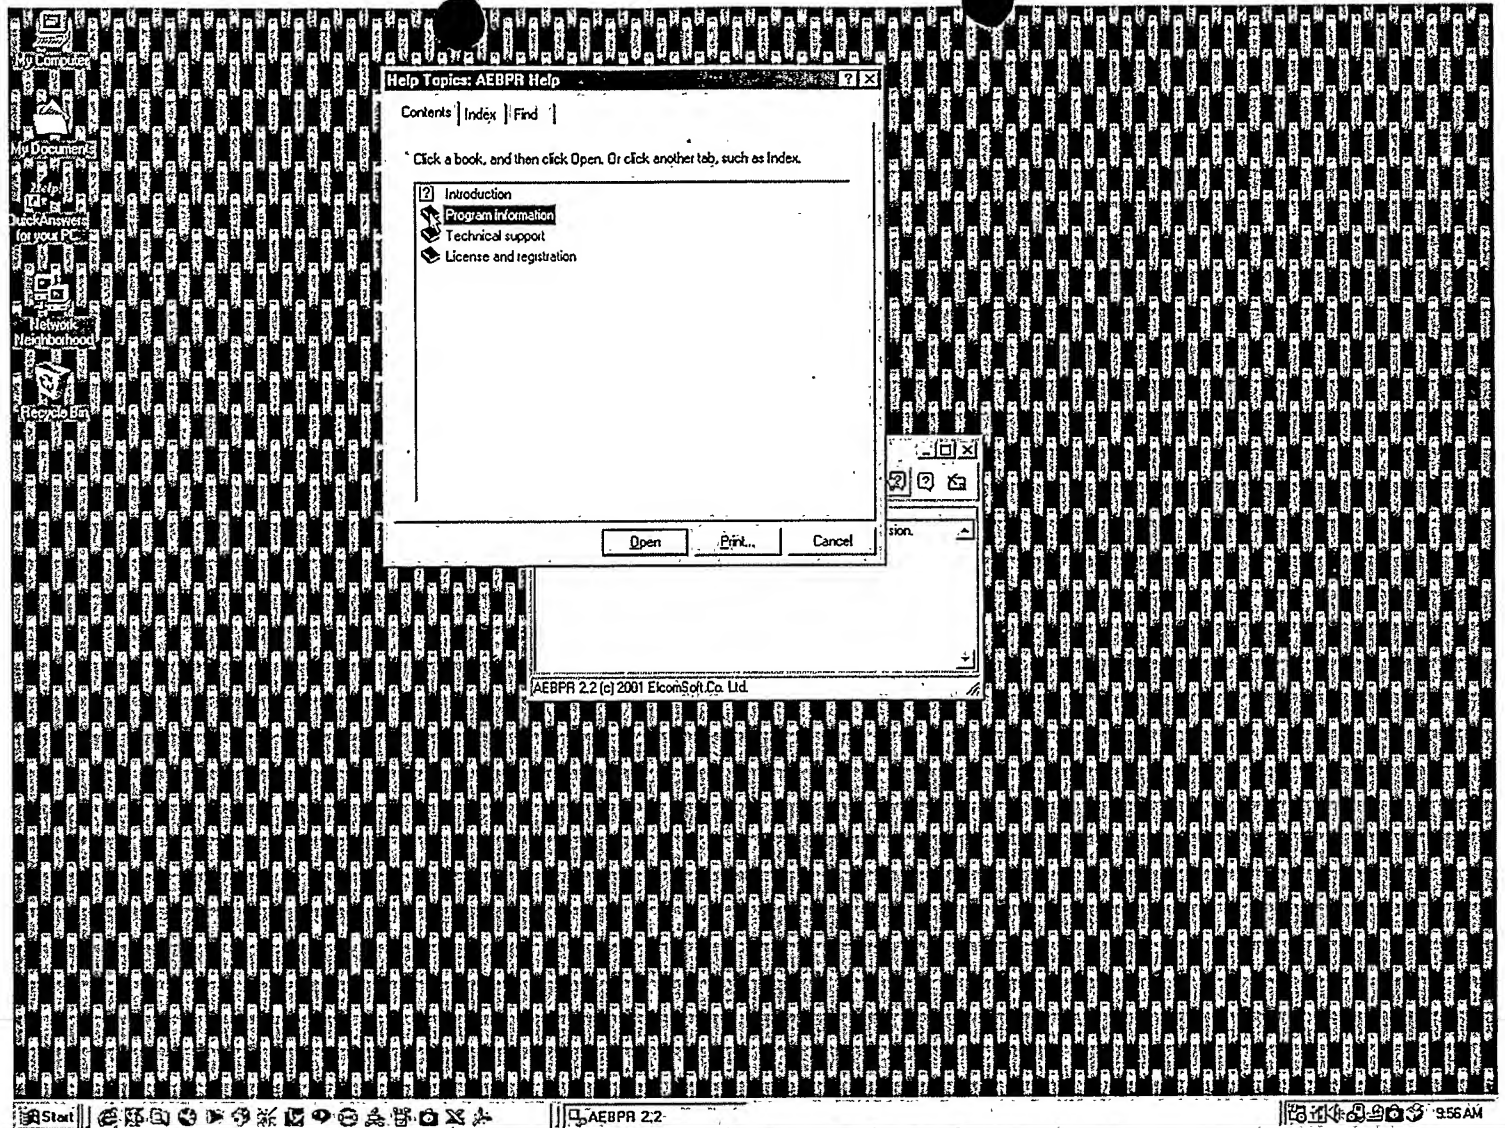 My Computer
My Documents
Help!
QuickAnswers
for your PC
Network
Neighborhood
Recycle Bin
Help Topics: AEBPR Help
Contents
Index
Find
Click a book, and then click Open. Or click another tab, such as Index.
Introduction
Program information
Technical support
License and registration
Open
Print...
Cancel
sion.
AEBPR 2.2 (c) 2001 ElcomSoft Co. Ltd.
Start
AEBPR 2.2
9:56 AM